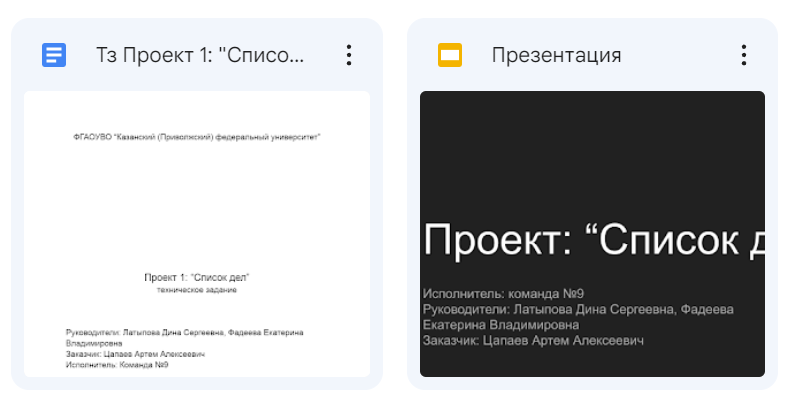 Тз Проект 1: "Списо...
Презентация
ФГАОУВО "Казанский (Приволжский) федеральный университет"
Проект 1: "Список дел"
техническое задание
Руководители: Латыпова Дина Сергеевна, Фадеева Екатерина
Владимировна
Заказчик: Цапаев Артем Алексеевич
Исполнитель: Команда №9
Проект: “Список д
Исполнитель: команда №9
Руководители: Латыпова Дина Сергеевна, Фадеева
Екатерина Владимировна
Заказчик: Цапаев Артем Алексеевич